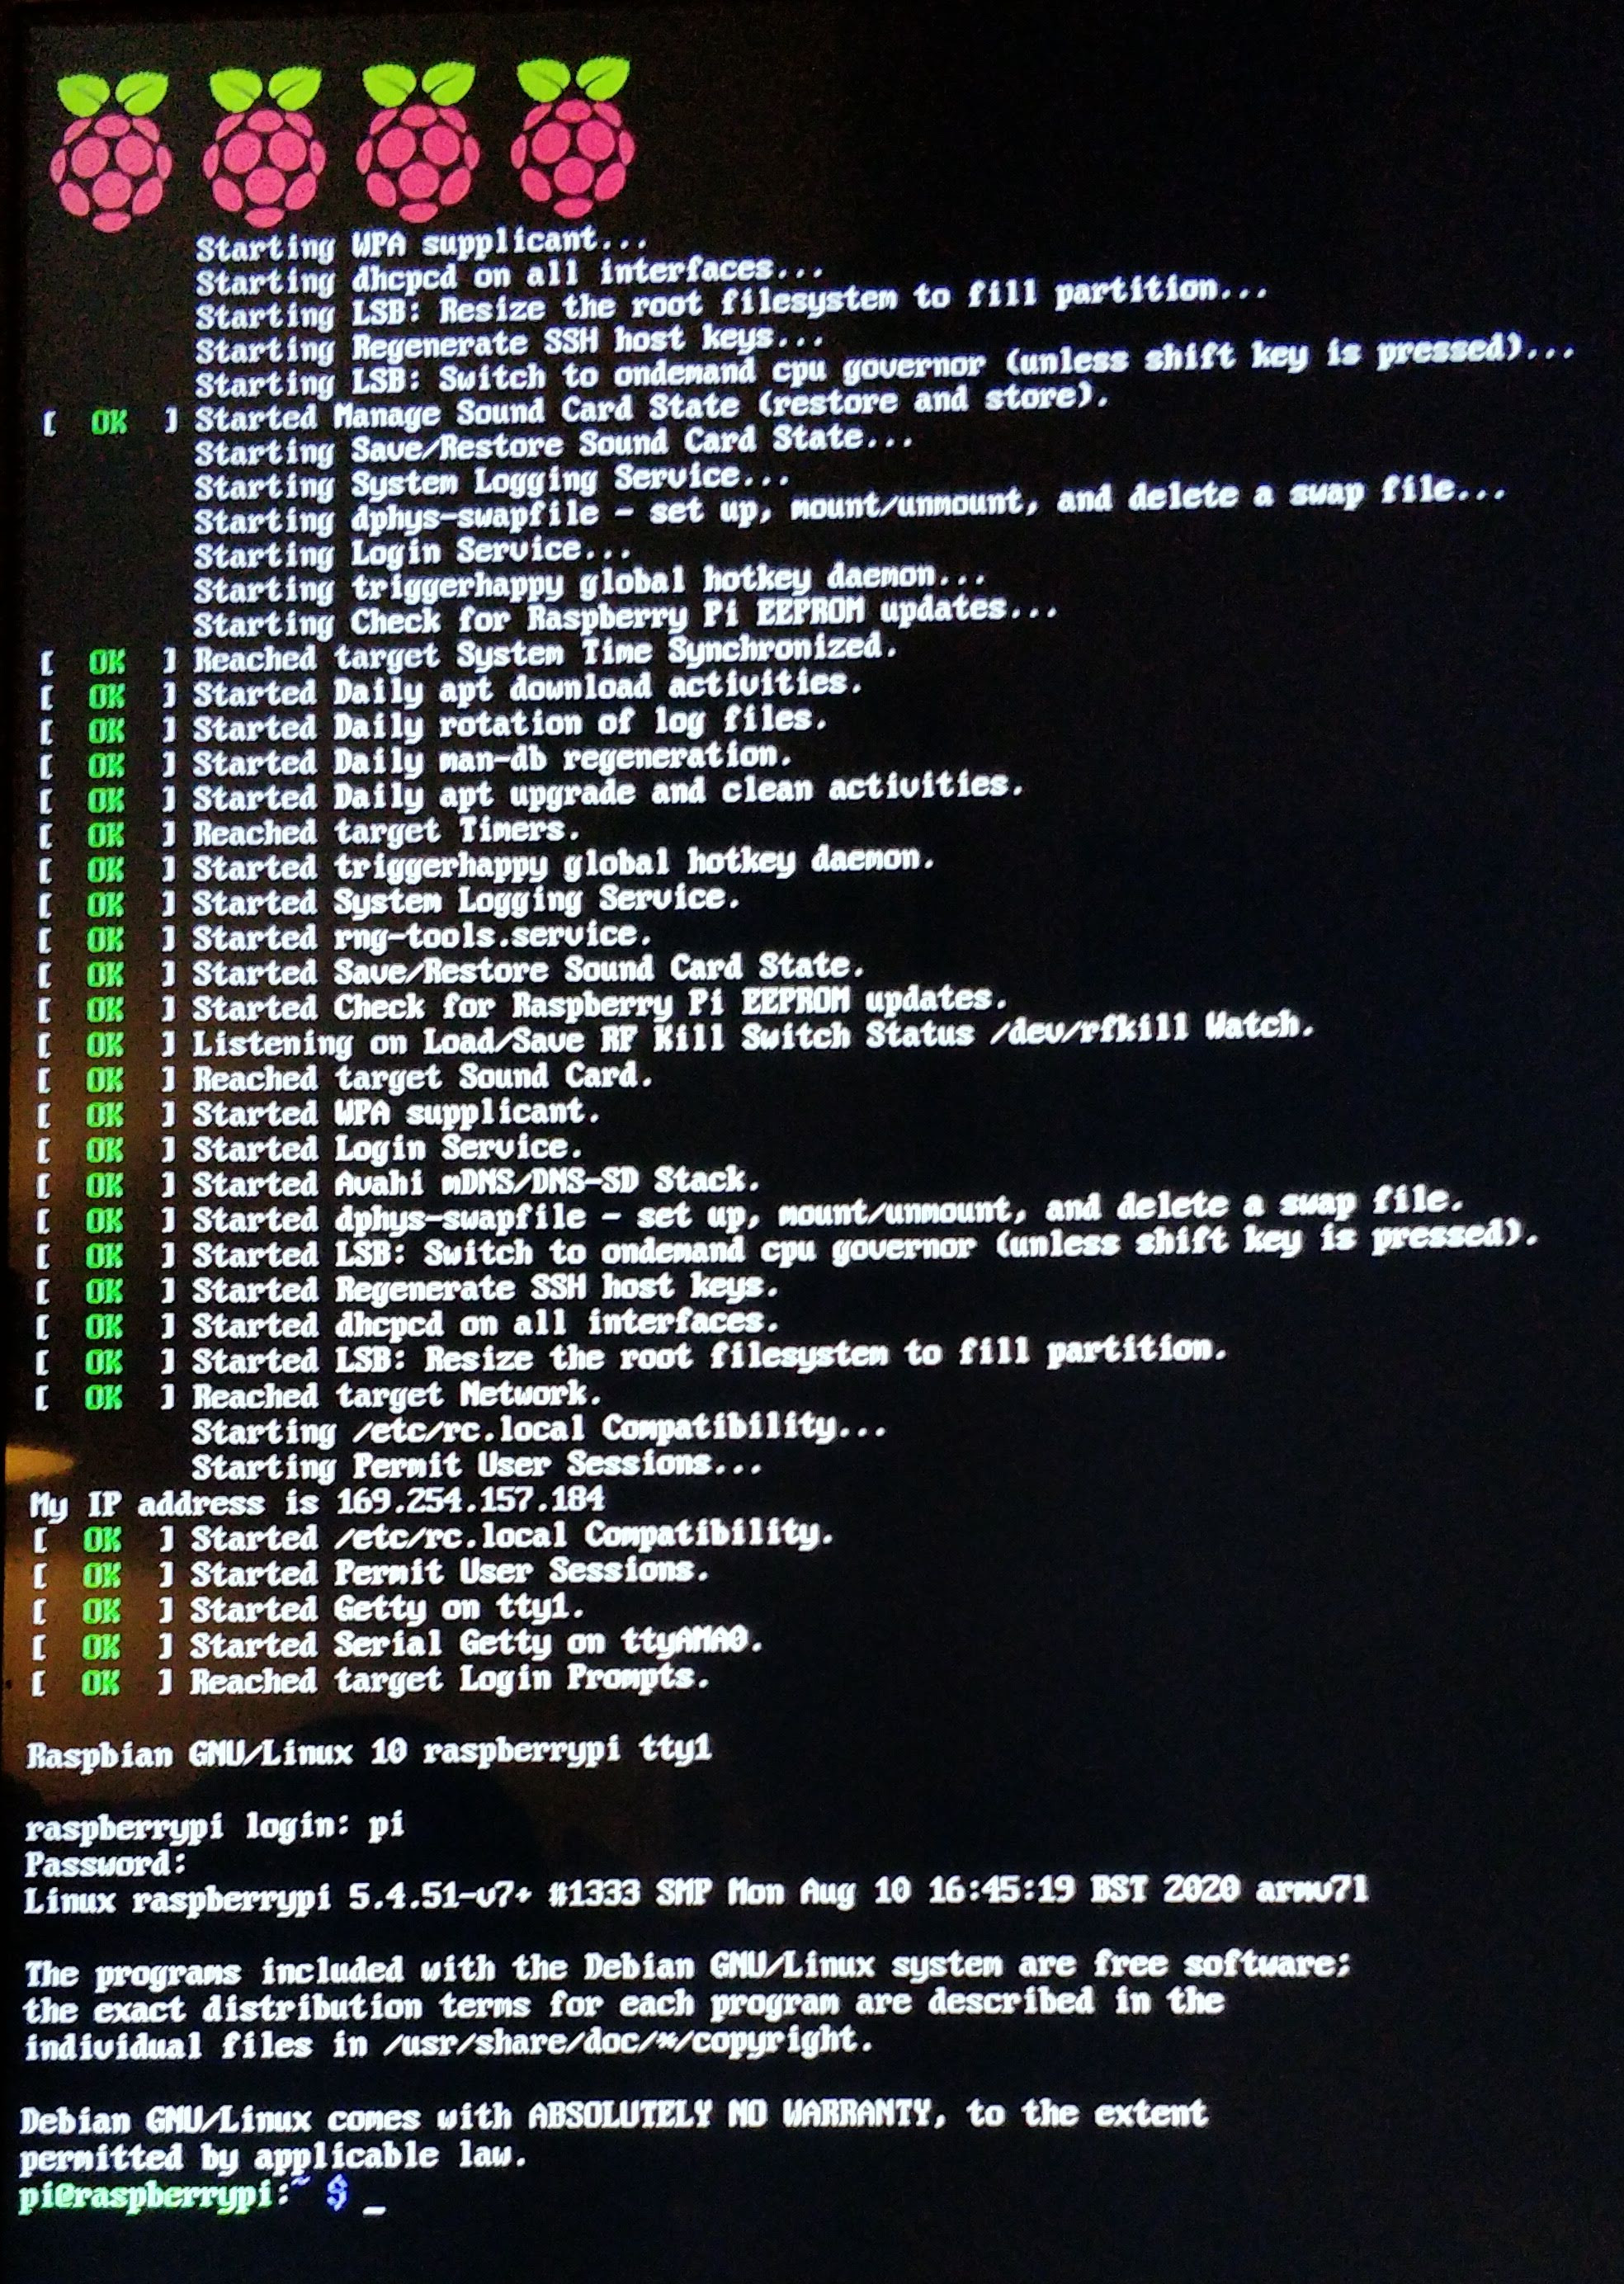 Starting WPA supplicant...
Starting dhcpcd on all interfaces...
Starting LSB: Resize the root filesystem to fill partition...
Starting Regenerate SSH host keys...
Starting LSB: Switch to ondemand cpu governor (unless shift key is pressed)...
[  OK  ] Started Manage Sound Card State (restore and store).
Starting Save/Restore Sound Card State...
Starting System Logging Service...
Starting dphys-swapfile - set up, mount/unmount, and delete a swap file...
Starting Login Service...
Starting triggerhappy global hotkey daemon...
Starting Check for Raspberry Pi EEPROM updates...
[  OK  ] Reached target System Time Synchronized.
[  OK  ] Started Daily apt download activities.
[  OK  ] Started Daily rotation of log files.
[  OK  ] Started Daily man-db regeneration.
[  OK  ] Started Daily apt upgrade and clean activities.
[  OK  ] Reached target Timers.
[  OK  ] Started triggerhappy global hotkey daemon.
[  OK  ] Started System Logging Service.
[  OK  ] Started rng-tools.service.
[  OK  ] Started Save/Restore Sound Card State.
[  OK  ] Started Check for Raspberry Pi EEPROM updates.
[  OK  ] Listening on Load/Save RF Kill Switch Status /dev/rfkill Watch.
[  OK  ] Reached target Sound Card.
[  OK  ] Started WPA supplicant.
[  OK  ] Started Login Service.
[  OK  ] Started Avahi mDNS/DNS-SD Stack.
[  OK  ] Started dphys-swapfile - set up, mount/unmount, and delete a swap file.
[  OK  ] Started LSB: Switch to ondemand cpu governor (unless shift key is pressed).
[  OK  ] Started Regenerate SSH host keys.
[  OK  ] Started dhcpcd on all interfaces.
[  OK  ] Started LSB: Resize the root filesystem to fill partition.
[  OK  ] Reached target Network.
Starting /etc/rc.local Compatibility...
Starting Permit User Sessions...
My IP address is 169.254.157.184
[  OK  ] Started /etc/rc.local Compatibility.
[  OK  ] Started Permit User Sessions.
[  OK  ] Started Getty on tty1.
[  OK  ] Started Serial Getty on ttyAMA0.
[  OK  ] Reached target Login Prompts.
Raspbian GNU/Linux 10 raspberrypi tty1
raspberrypi login: pi
Password:
Linux raspberrypi 5.4.51-v7+ #1333 SMP Mon Aug 10 16:45:19 BST 2020 armv7l
The programs included with the Debian GNU/Linux system are free software;
the exact distribution terms for each program are described in the
individual files in /usr/share/doc/*/copyright.
Debian GNU/Linux comes with ABSOLUTELY NO WARRANTY, to the extent
permitted by applicable law.
pi@raspberrypi:~ $ _